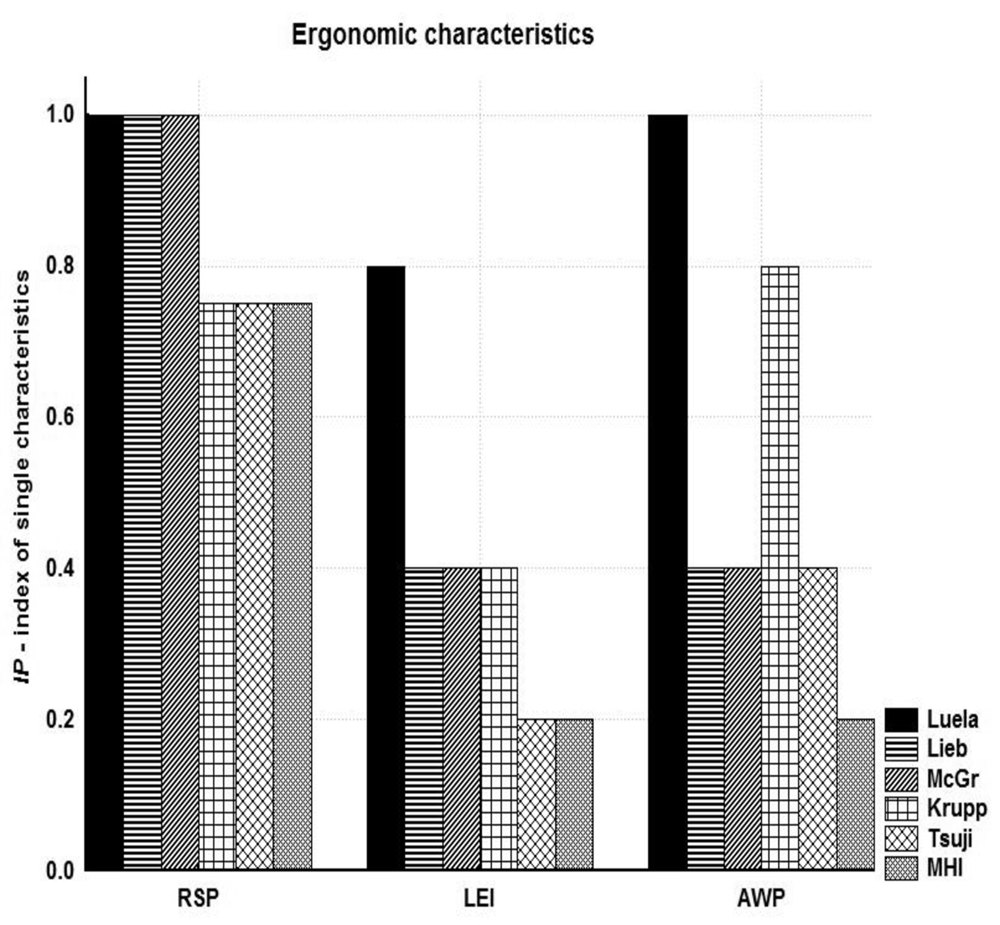 Ergonomic characteristics
IP - index of single characteristics
1.0
0.8
0.6
0.4
0.2
0.0
RSP
LEI
AWP
Luela
Lieb
McGr
Krupp
Tsuji
MHI